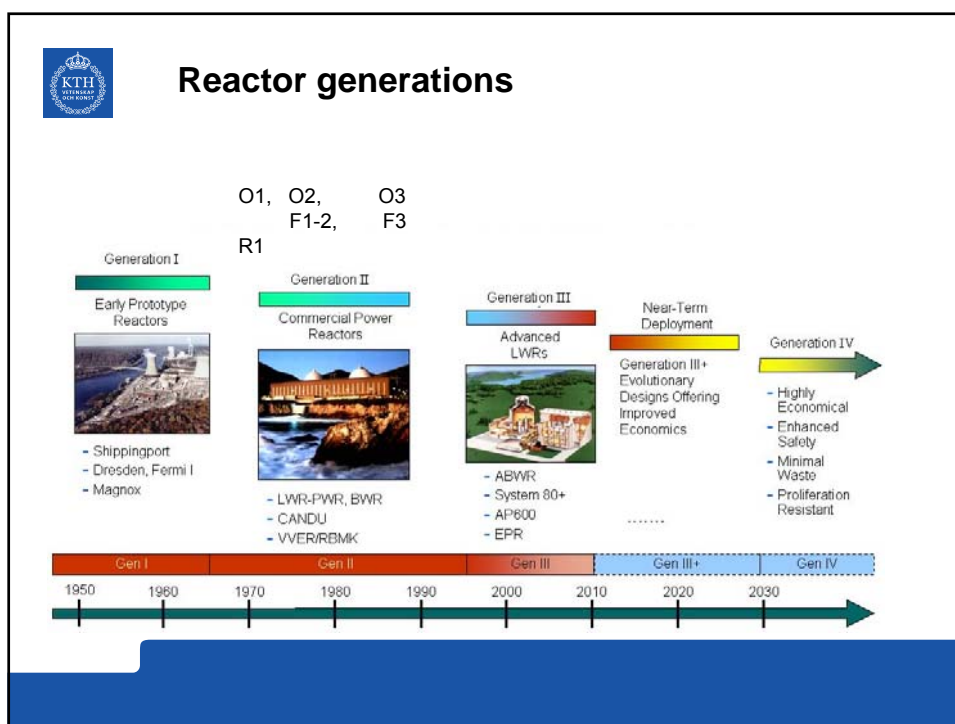 KTH
VETENSKAP
OCH KONST
Reactor generations
O1, O2, O3
F1-2, F3
R1
Generation I
Early Prototype
Reactors
- Shippingport
- Dresden, Fermi I
- Magnox
Generation II
Commercial Power
Reactors
- LWR-PWR, BWR
- CANDU
- VVER/RBMK
Generation III
Advanced
LWRs
- ABWR
- System 80+
- AP600
- EPR
Near-Term
Deployment
Generation III+
Evolutionary
Designs Offering
Improved
Economics
.......
Generation IV
- Highly
Economical
- Enhanced
Safety
- Minimal
Waste
- Proliferation
Resistant
Gen I Gen II Gen III Gen III+ Gen IV
1950 1960 1970 1980 1990 2000 2010 2020 2030